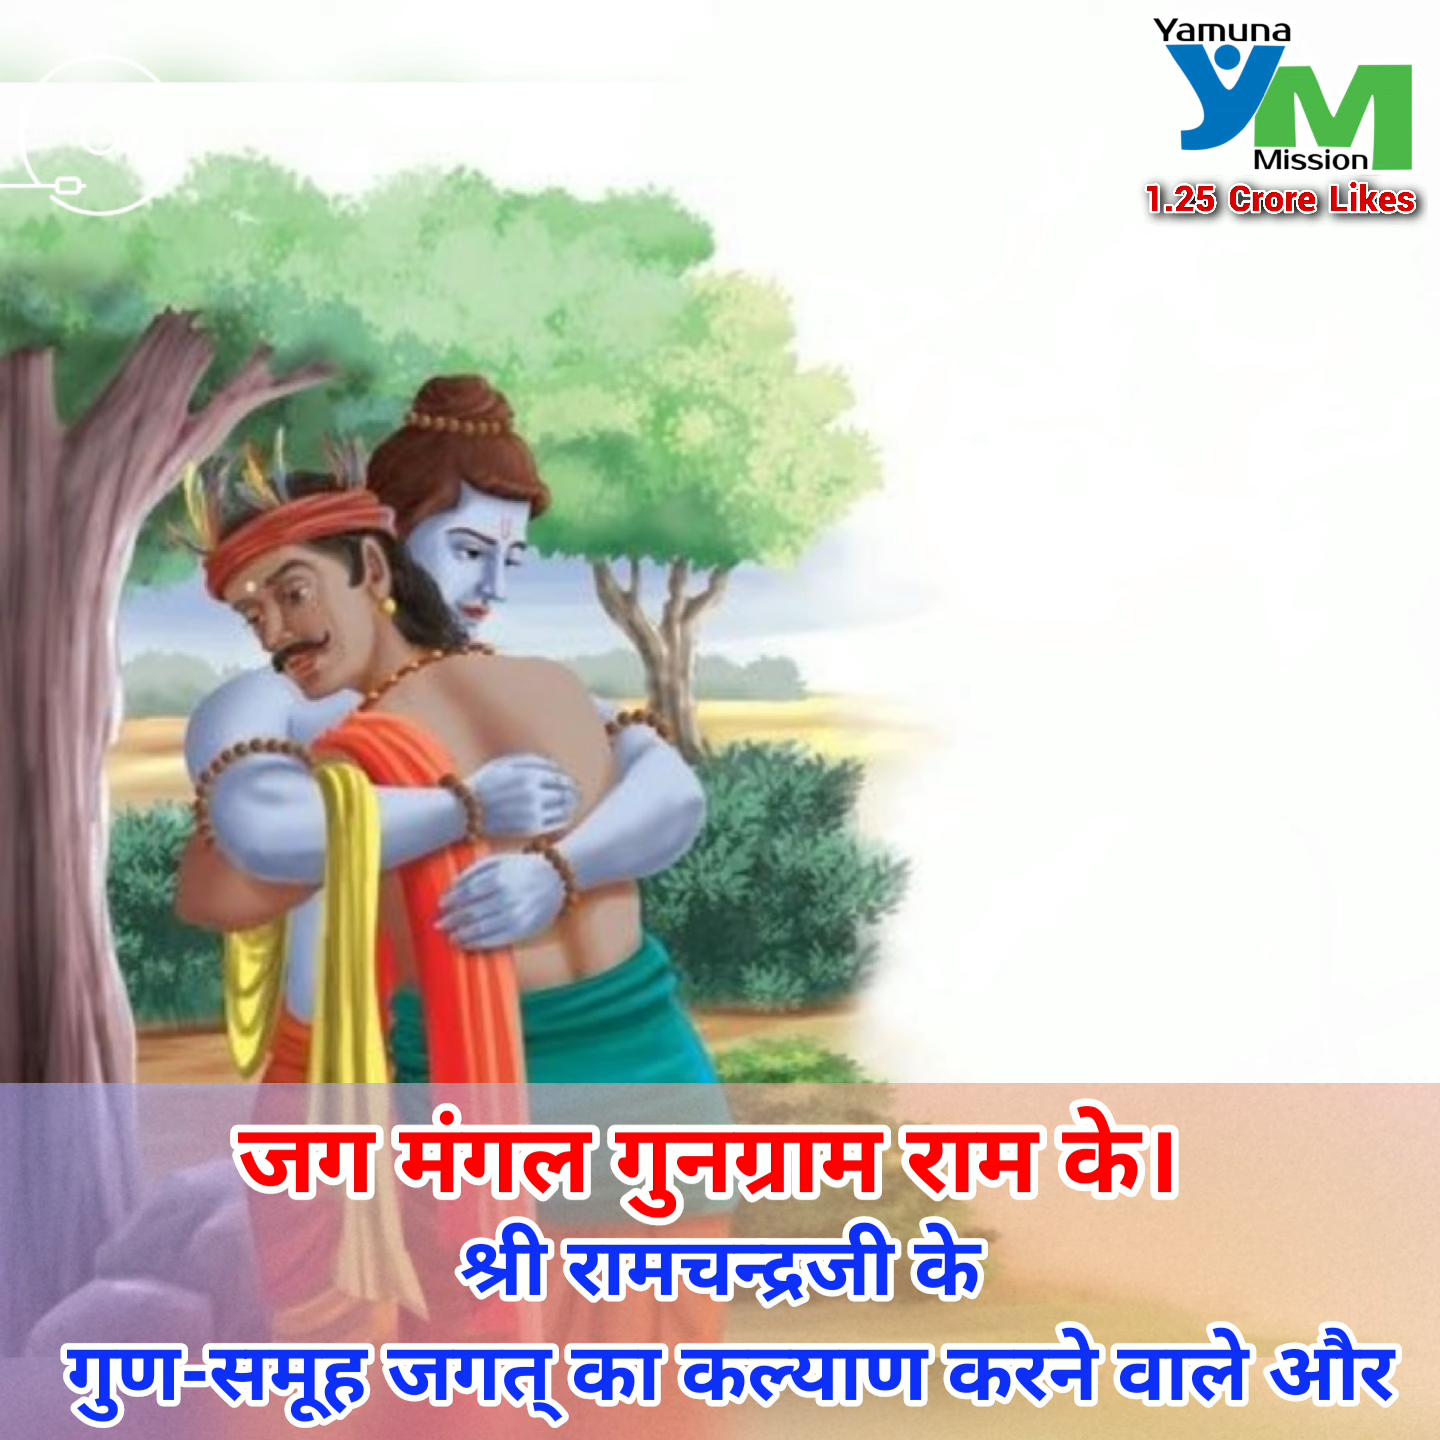 Yamuna
YM
Mission
1.25 Crore Likes
जग मंगल गुनग्राम राम के।
श्री रामचन्द्रजी के
गुण-समूह जगत् का कल्याण करने वाले और